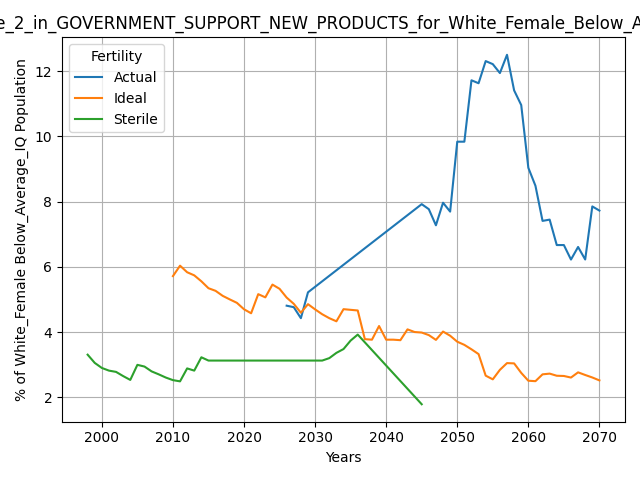 e_2_in_GOVERNMENT_SUPPORT_NEW_PRODUCTS_for_White_Female_Below_A
Fertility
Actual
Ideal
Sterile
% of White_Female Below_Average_IQ Population
12
10
8
6
4
2
2000 2010 2020 2030 2040 2050 2060 2070
Years